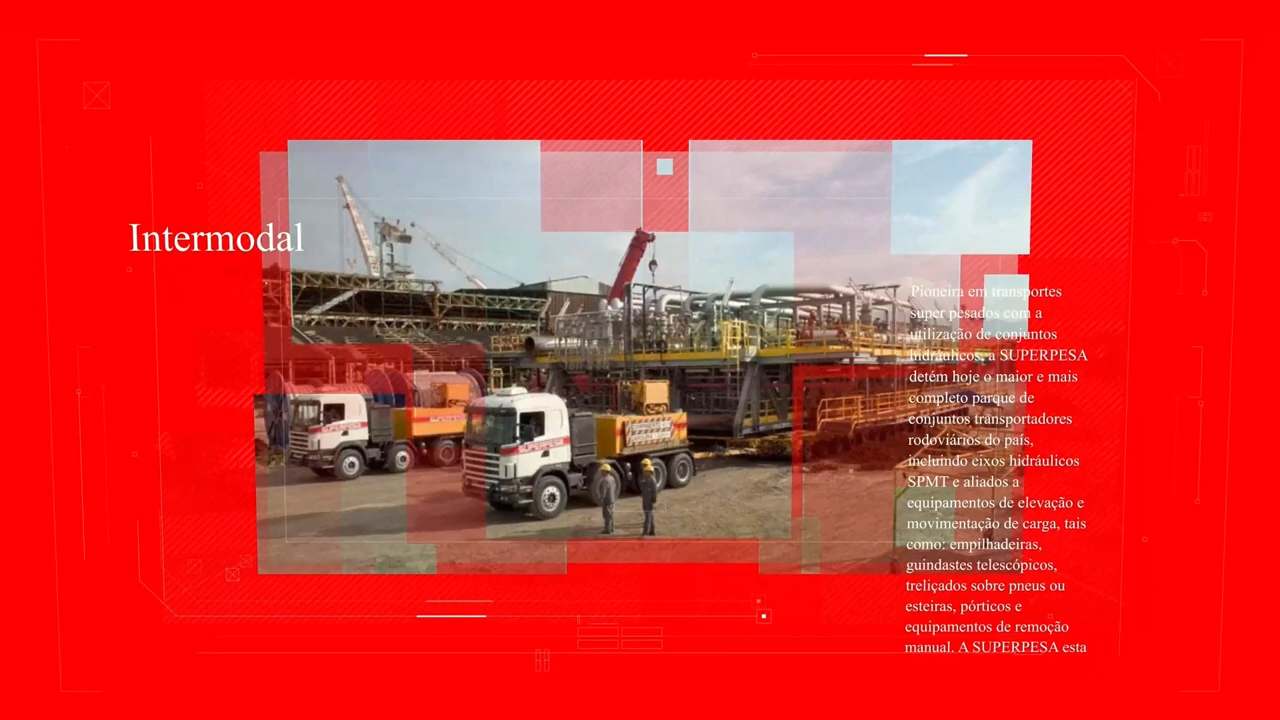 Intermodal
Pioneira em transportes
super pesados com a
utilização de conjuntos
hidráulicos, a SUPERPESA
detém hoje o maior e mais
completo parque de
conjuntos transportadores
rodoviários do país,
incluindo eixos hidráulicos
SPMT e aliados a
equipamentos de elevação e
movimentação de carga, tais
como: empilhadeiras,
guindastes telescópicos,
treliçados sobre pneus ou
esteiras, pórticos e
equipamentos de remoção
manual. A SUPERPESA esta
SUPERPESA
SUPERPESA